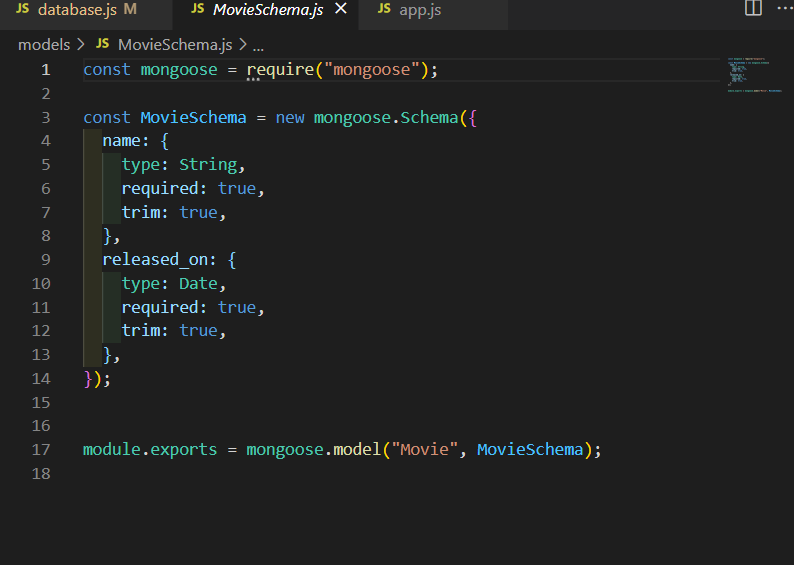 JS database.js M JS MovieSchema.js × JS app.js ...
models > JS MovieSchema.js > ...
1 const mongoose = require("mongoose");
2
3 const MovieSchema = new mongoose.Schema({
4   name: {
5     type: String,
6     required: true,
7     trim: true,
8   },
9   released_on: {
10     type: Date,
11     required: true,
12     trim: true,
13   },
14 });
15
16
17 module.exports = mongoose.model("Movie", MovieSchema);
18